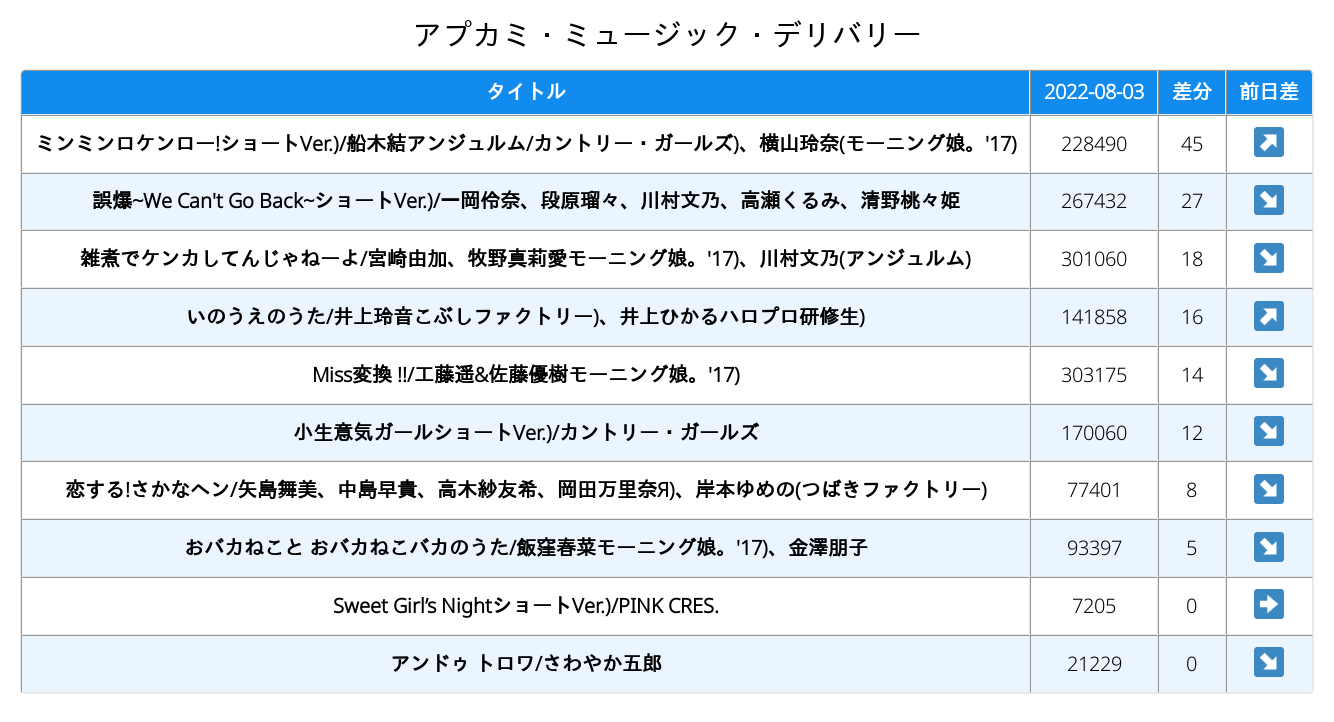 アプカミ・ミュージック・デリバリー
タイトル 2022-08-03 差分 前日差
ミンミンロケンロー!ショートVer.)/船木結アンジュルム/カントリー・ガールズ)、横山玲奈(モーニング娘。'17) 228490 45 ↗
誤爆~We Can't Go Back~ショートVer.)/一岡伶奈、段原瑠々、川村文乃、高瀬くるみ、清野桃々姫 267432 27 ↘
雑煮でケンカしてんじゃねーよ/宮崎由加、牧野真莉愛モーニング娘。'17)、川村文乃(アンジュルム) 301060 18 ↘
いのうえのうた/井上玲音こぶしファクトリー)、井上ひかるハロプロ研修生) 141858 16 ↗
Miss変換 !!/工藤遥&佐藤優樹モーニング娘。'17) 303175 14 ↘
小生意気ガールショートVer.)/カントリー・ガールズ 170060 12 ↘
恋する!さかなヘン/矢島舞美、中島早貴、高木紗友希、岡田万里奈Я)、岸本ゆめの(つばきファクトリー) 77401 8 ↘
おバカねこと おバカねこバカのうた/飯窪春菜モーニング娘。'17)、金澤朋子 93397 5 ↘
Sweet Girl’s NightショートVer.)/PINK CRES. 7205 0 ➡
アンドゥ トロワ/さわやか五郎 21229 0 ↘